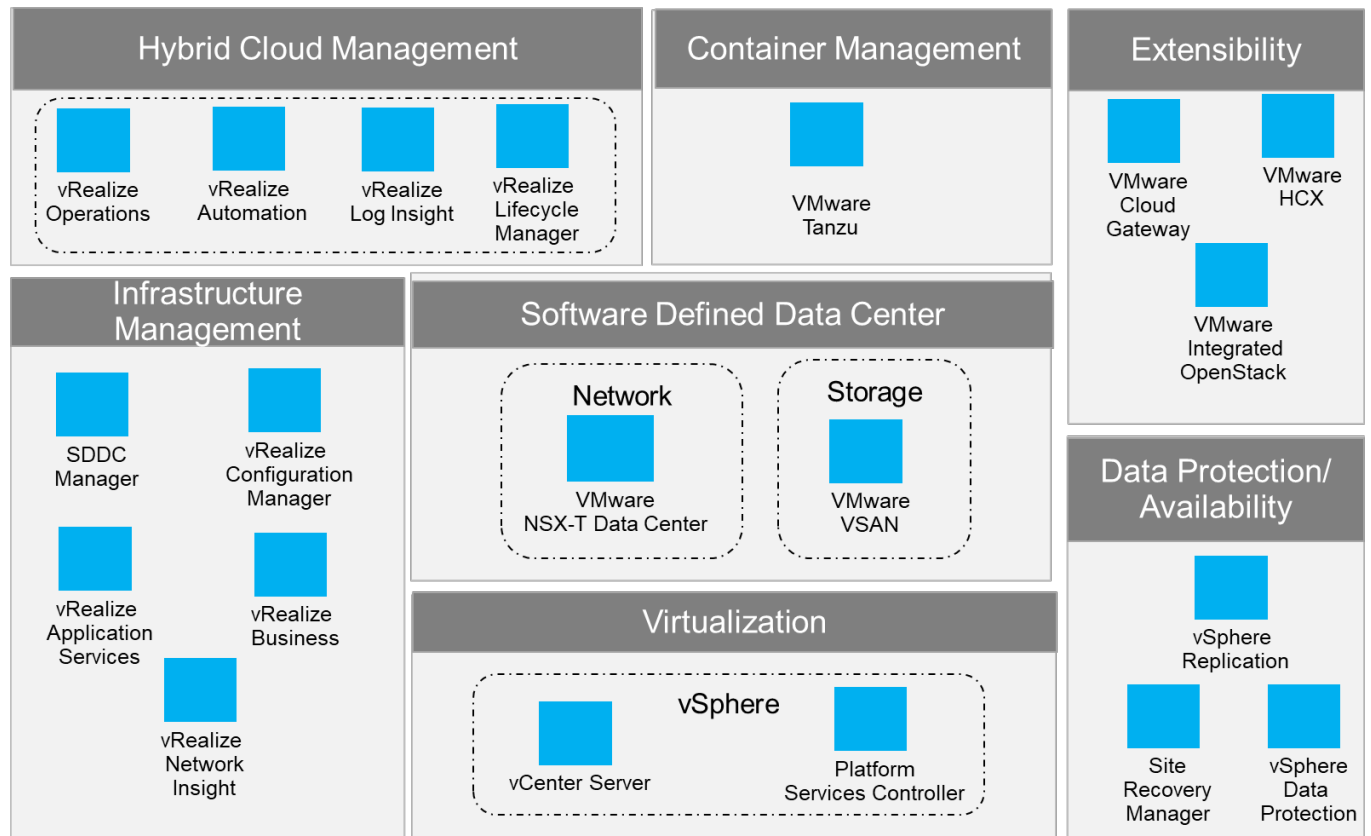 Hybrid Cloud Management
vRealize
Operations
vRealize
Automation
vRealize
Log Insight
vRealize
Lifecycle
Manager
Container Management
VMware
Tanzu
Extensibility
VMware
Cloud
Gateway
VMware
HCX
VMware
Integrated
OpenStack
Infrastructure
Management
SDDC
Manager
vRealize
Configuration
Manager
vRealize
Application
Services
vRealize
Business
vRealize
Network
Insight
Software Defined Data Center
Network
VMware
NSX-T Data Center
Storage
VMware
VSAN
Virtualization
vSphere
vCenter Server
Platform
Services Controller
Data Protection/
Availability
vSphere
Replication
Site
Recovery
Manager
vSphere
Data
Protection